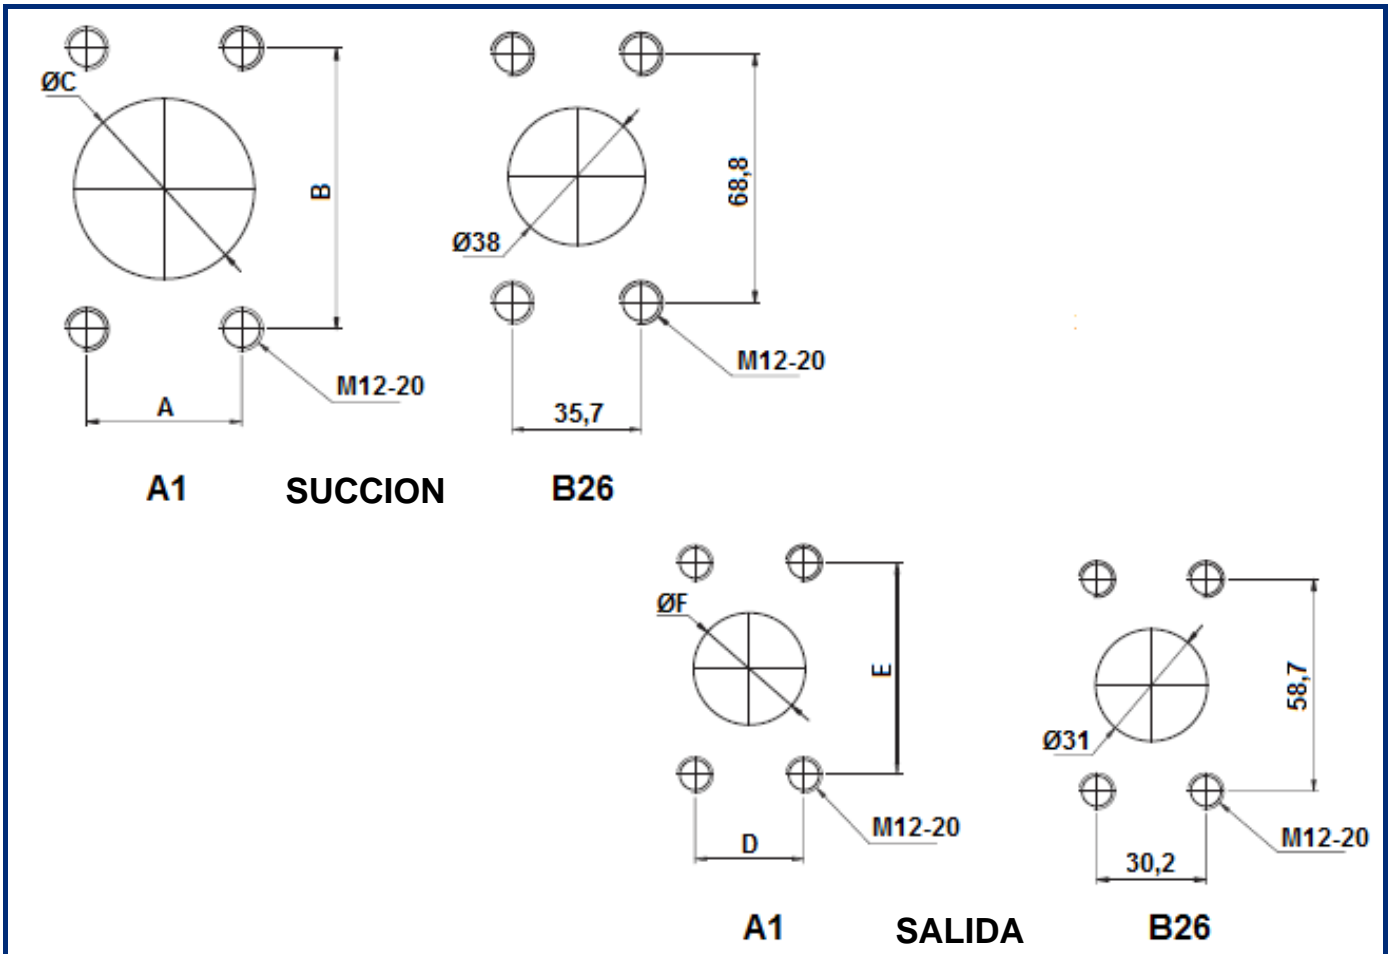 ØC
B
M12-20
A
Ø38
68,8
M12-20
35,7
A1
SUCCION
B26
ØF
E
M12-20
D
Ø31
58,7
M12-20
30,2
A1
SALIDA
B26